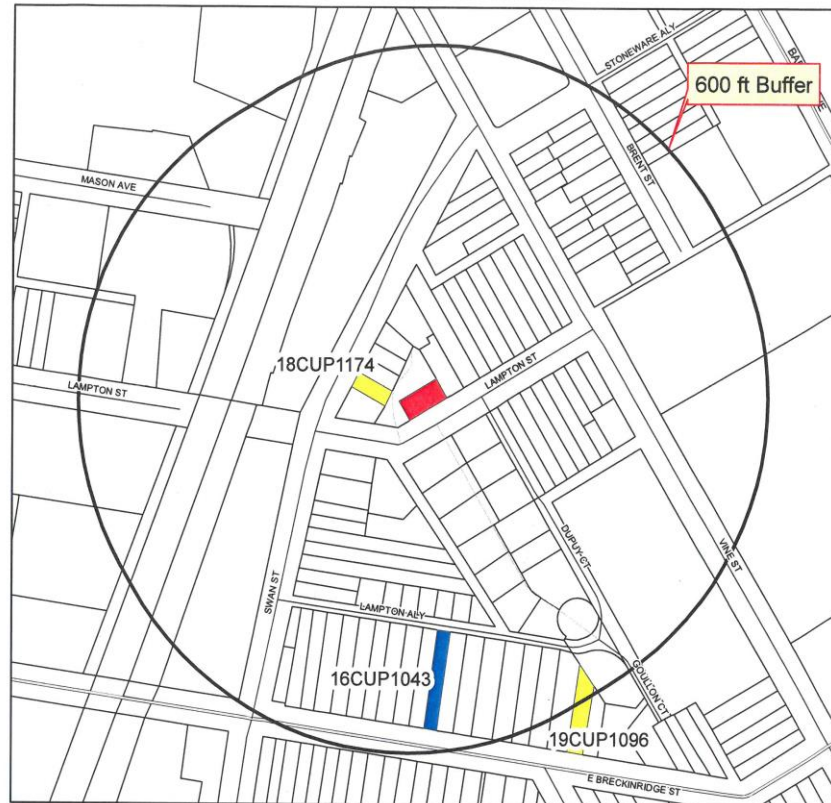 STONEWARE ALY
600 ft Buffer
BRENT ST
MASON AVE
18CUP1174
LAMPTON ST
LAMPTON ST
DUPUY CT
VINE ST
SWAN ST
LAMPTON ALY
16CUP1043
GOULLON CT
19CUP1096
E BRECKINRIDGE ST